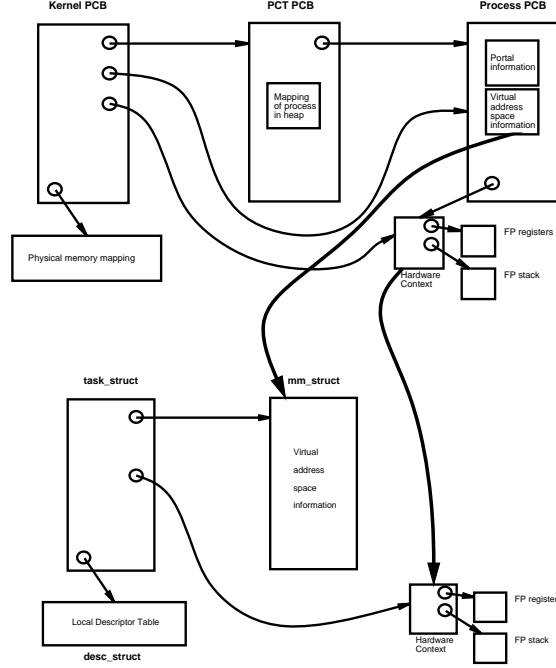 Kernel PCB
PCT PCB
Process PCB
Portal
information
Mapping
of process
in heap
Virtual
address
space
information
Physical memory mapping
FP registers
FP stack
Hardware
Context
task_struct
mm_struct
Virtual
address
space
information
Local Descriptor Table
desc_struct
FP register
FP stack
Hardware
Context